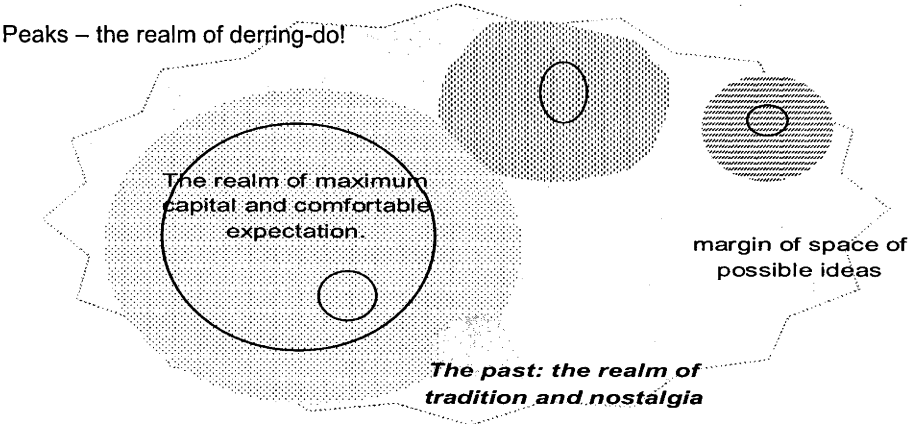 Peaks – the realm of derring-do!
The realm of maximum
capital and comfortable
expectation.
margin of space of
possible ideas
The past: the realm of
tradition and nostalgia